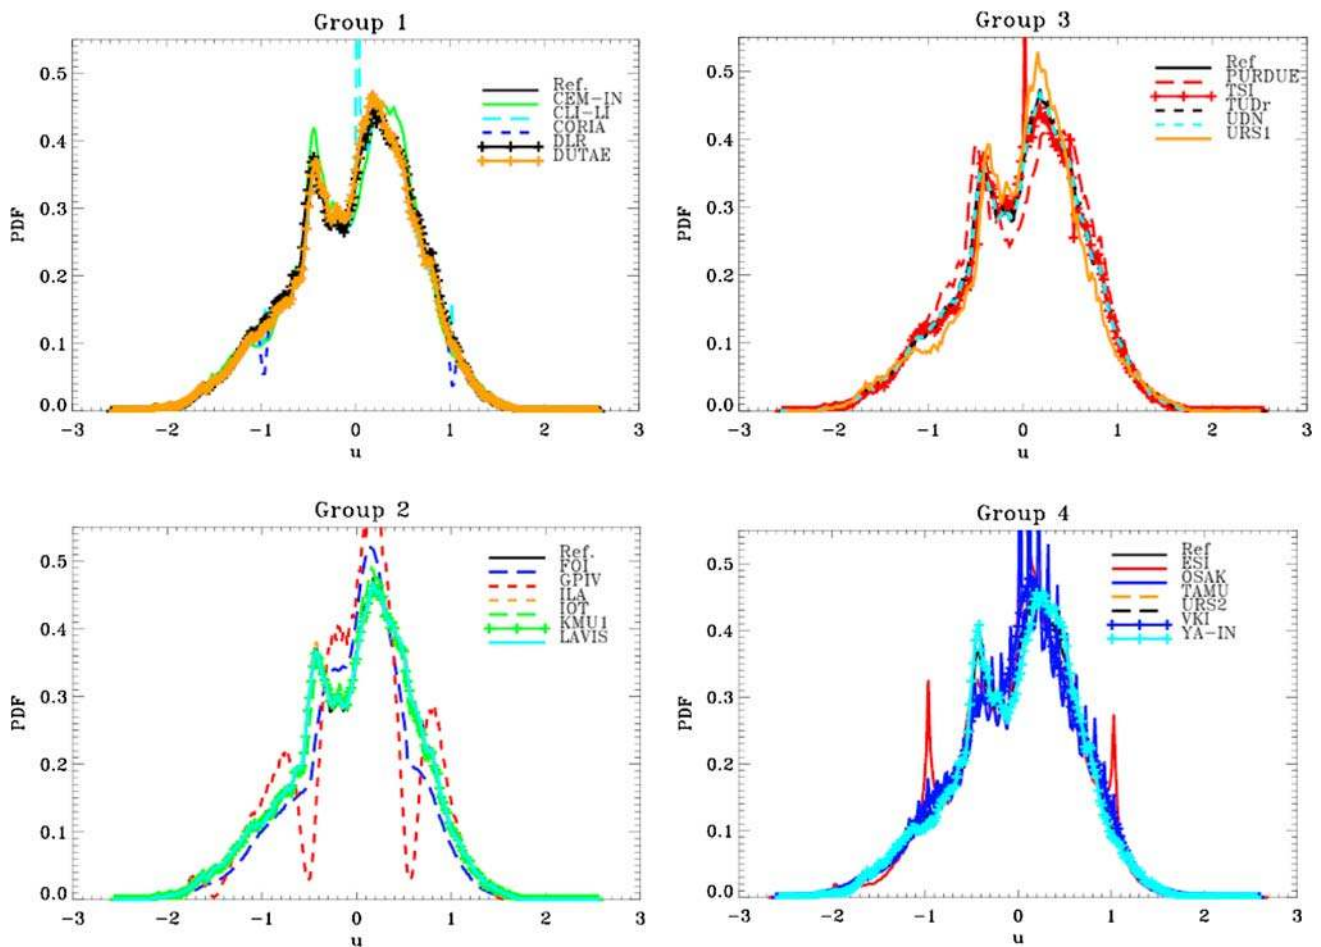 Group 1
0.5
0.4
0.3
0.2
0.1
0.0
PDF
Ref.
CEM-IN
CLI-LI
CORIA
DLR
DUTAE
-3 -2 -1 0 1 2 3
u
Group 3
0.5
0.4
0.3
0.2
0.1
0.0
PDF
Ref
PURDUE
TSI
TUDr
UDN
URS1
-3 -2 -1 0 1 2 3
u
Group 2
0.5
0.4
0.3
0.2
0.1
0.0
PDF
Ref.
FOI
GPIV
ILA
IOT
KMU1
LAVIS
-3 -2 -1 0 1 2 3
u
Group 4
0.5
0.4
0.3
0.2
0.1
0.0
PDF
Ref
ESI
OSAK
TAMU
URS2
VKI
YA-IN
-3 -2 -1 0 1 2 3
u